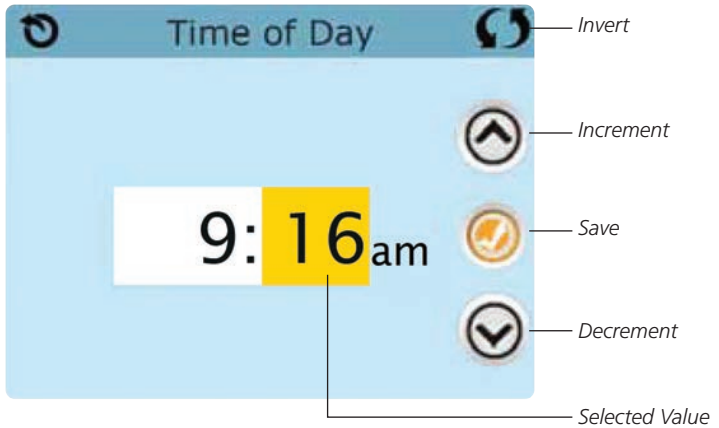 Time of Day
Invert
Increment
9:16am
Save
Decrement
Selected Value